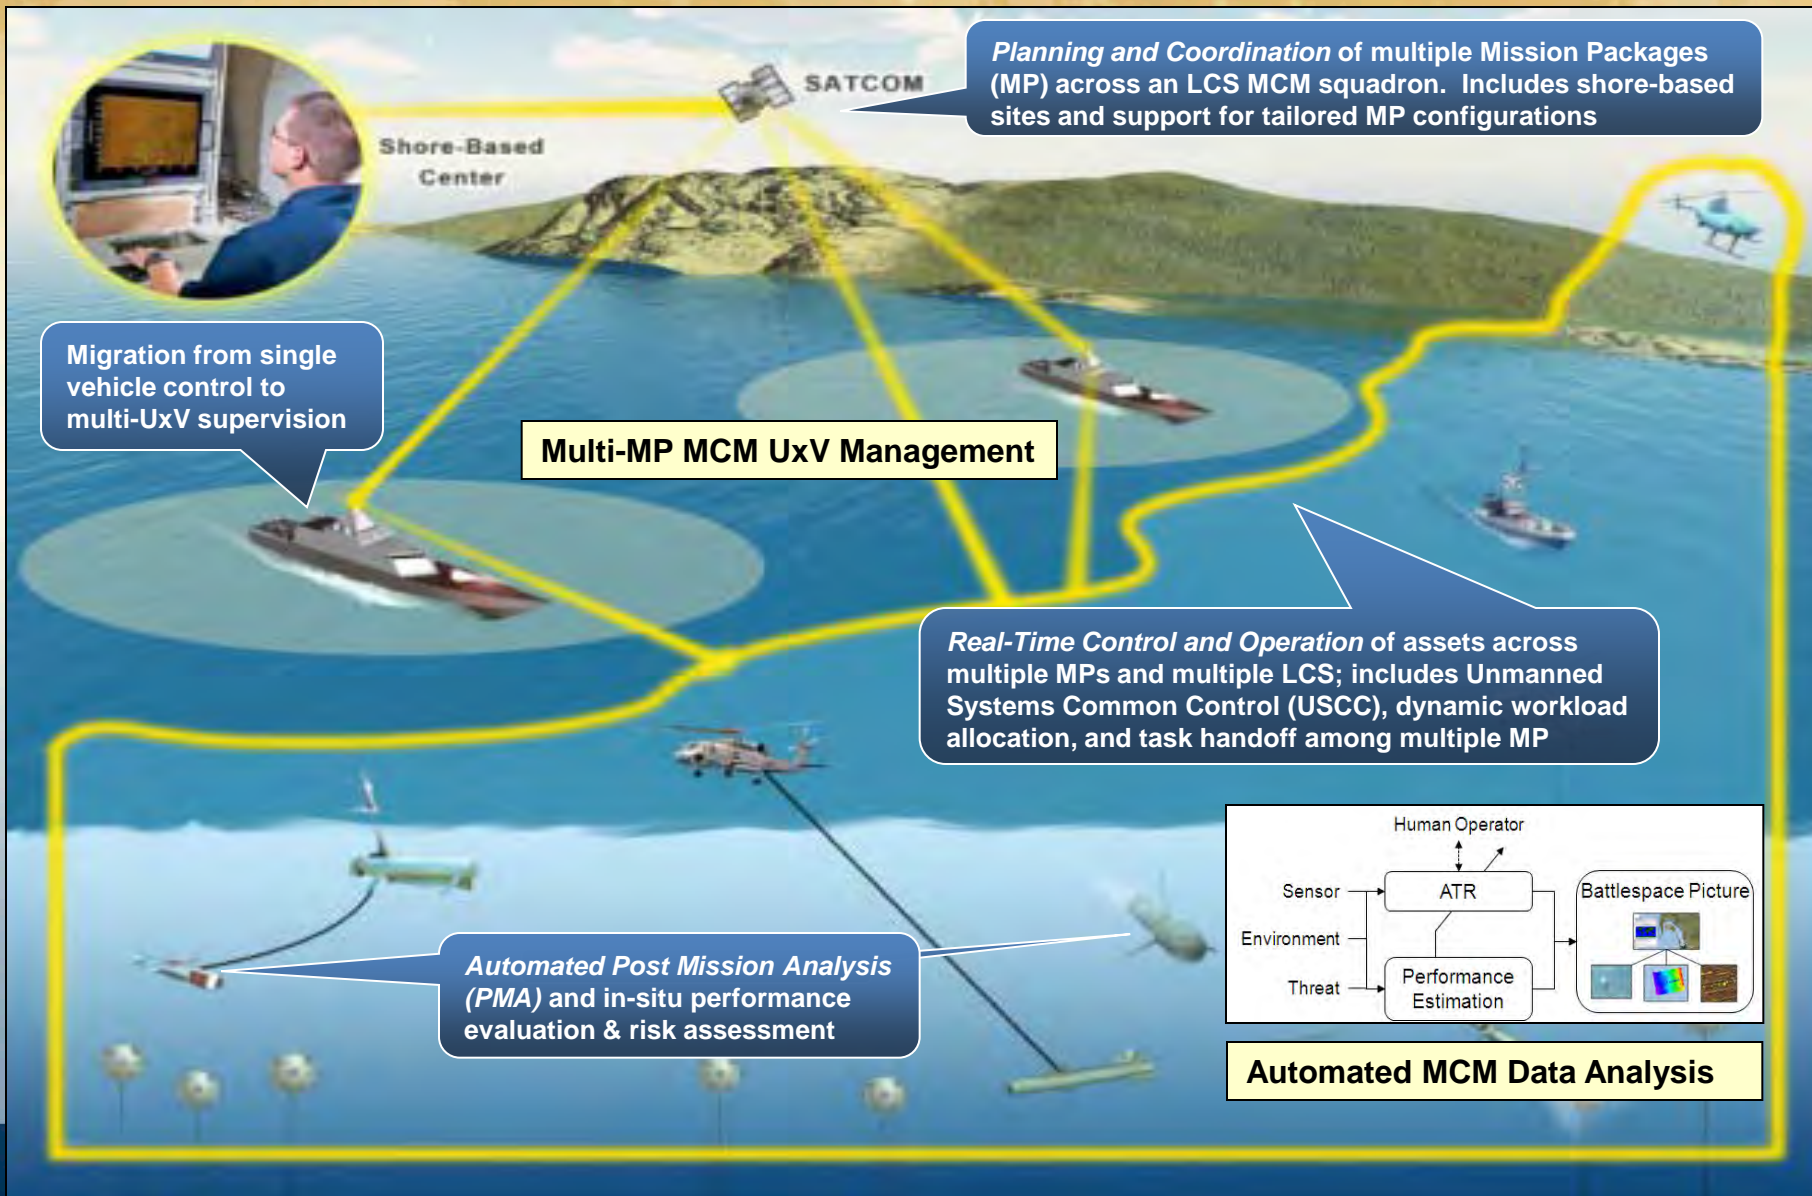 SATCOM
Planning and Coordination of multiple Mission Packages
(MP) across an LCS MCM squadron. Includes shore-based
sites and support for tailored MP configurations
Shore-Based
Center
Migration from single
vehicle control to
multi-UxV supervision
Multi-MP MCM UxV Management
Real-Time Control and Operation of assets across
multiple MPs and multiple LCS; includes Unmanned
Systems Common Control (USCC), dynamic workload
allocation, and task handoff among multiple MP
Automated Post Mission Analysis
(PMA) and in-situ performance
evaluation & risk assessment
Human Operator
Sensor
ATR
Battlespace Picture
Environment
Threat
Performance
Estimation
Automated MCM Data Analysis